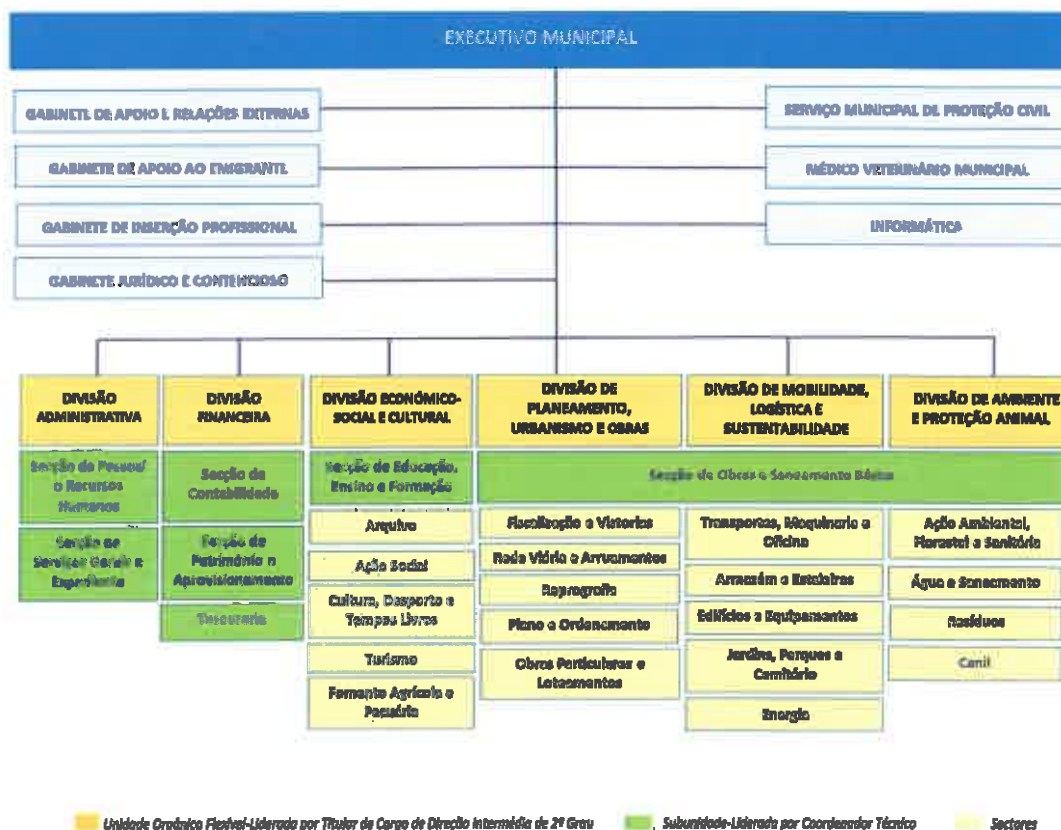 EXECUTIVO MUNICIPAL
GABINETE DE APOIO E RELAÇÕES EXTERNAS
SERVIÇO MUNICIPAL DE PROTEÇÃO CIVIL
GABINETE DE APOIO AO EMIGRANTE
MÉDICO VETERINÁRIO MUNICIPAL
GABINETE DE INSERÇÃO PROFISSIONAL
INFORMÁTICA
GABINETE JURÍDICO E CONTENCIOSO
DIVISÃO
ADMINISTRATIVA
DIVISÃO
FINANCEIRA
DIVISÃO ECONÓMICO-
SOCIAL E CULTURAL
DIVISÃO DE
PLANEAMENTO,
URBANISMO E OBRAS
DIVISÃO DE MOBILIDADE,
LOGÍSTICA E
SUSTENTABILIDADE
DIVISÃO DE AMBIENTE
E PROTEÇÃO ANIMAL
Secção de Pessoal
e Recursos
Humanos
Secção de
Serviços Gerais e
Expediente
Secção de
Contabilidade
Secção de
Património e
Aprovisionamento
Tesouraria
Secção de Educação,
Ensino e Formação
Arquivo
Ação Social
Cultura, Desporto e
Tempos Livres
Turismo
Fomento Agrícola e
Pecuário
Secção de Obras e Saneamento Básico
Fiscalização e Vistorias
Rede Viária e Arruamentos
Reprografia
Plano e Ordenamento
Obras Particulares e
Loteamentos
Transportes, Maquinaria e
Oficina
Armazém e Estaleiros
Edifícios e Equipamentos
Jardins, Parques e
Cemitério
Energia
Ação Ambiental,
Florestal e Sanitária
Água e Saneamento
Resíduos
Canil
Unidade Orgânica Flexível-Liderada por Titular de Cargo de Direção Intermédia de 2º Grau
Subunidade-Liderada por Coordenador Técnico
Sectores